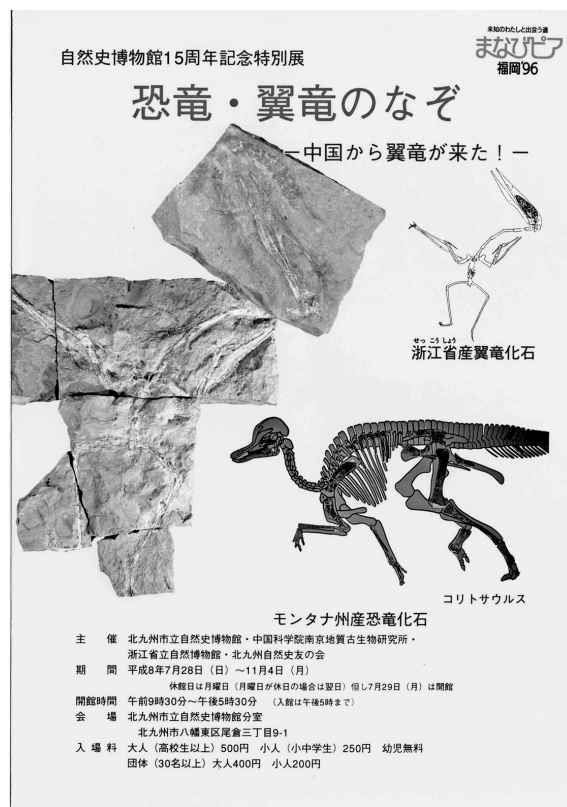 未知のわたしと出会う道
まなびピア
福岡'96
自然史博物館15周年記念特別展
恐竜・翼竜のなぞ
－中国から翼竜が来た！－
せっこうしょう
浙江省産翼竜化石
コリトサウルス
モンタナ州産恐竜化石
主 催 北九州市立自然史博物館・中国科学院南京地質古生物研究所・
浙江省立自然博物館・北九州自然史友の会
期 間 平成8年7月28日（日）～11月4日（月）
休館日は月曜日（月曜日が休日の場合は翌日）但し7月29日（月）は開館
開館時間 午前9時30分～午後5時30分 （入館は午後5時まで）
会 場 北九州市立自然史博物館分室
北九州市八幡東区尾倉三丁目9-1
入 場 料 大人（高校生以上）500円 小人（小中学生）250円 幼児無料
団体（30名以上）大人400円 小人200円